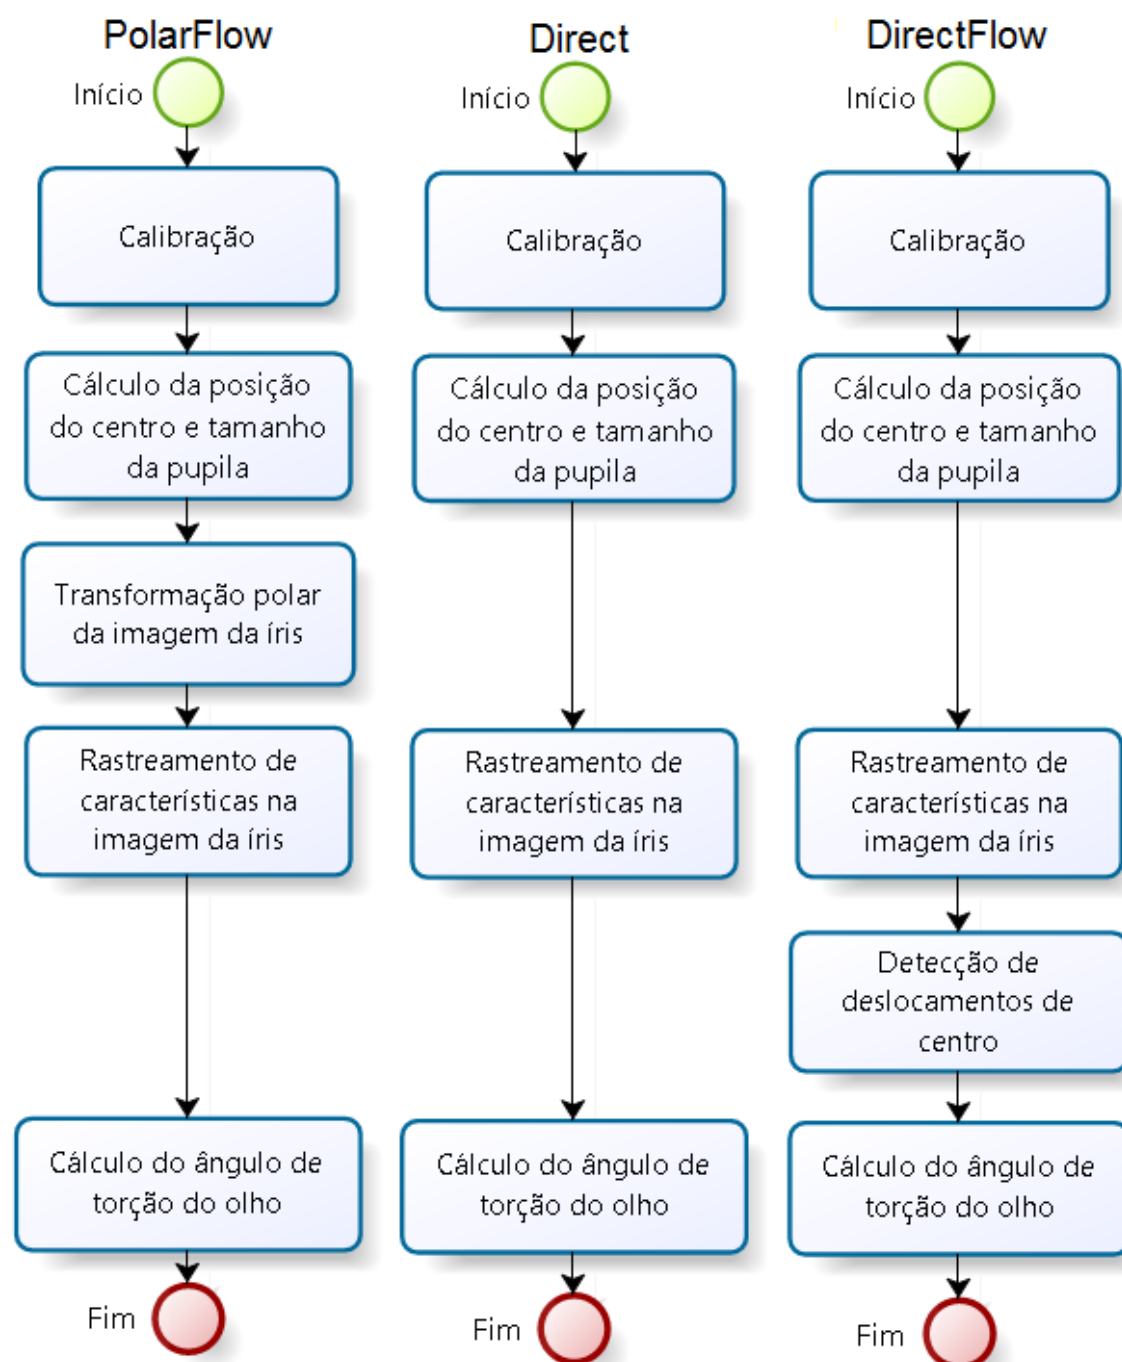 PolarFlow
Início
Calibração
Cálculo da posição
do centro e tamanho
da pupila
Transformação polar
da imagem da íris
Rastreamento de
características na
imagem da íris
Cálculo do ângulo de
torção do olho
Fim
Direct
Início
Calibração
Cálculo da posição
do centro e tamanho
da pupila
Rastreamento de
características na
imagem da íris
Cálculo do ângulo de
torção do olho
Fim
DirectFlow
Início
Calibração
Cálculo da posição
do centro e tamanho
da pupila
Rastreamento de
características na
imagem da íris
Detecção de
deslocamentos de
centro
Cálculo do ângulo de
torção do olho
Fim